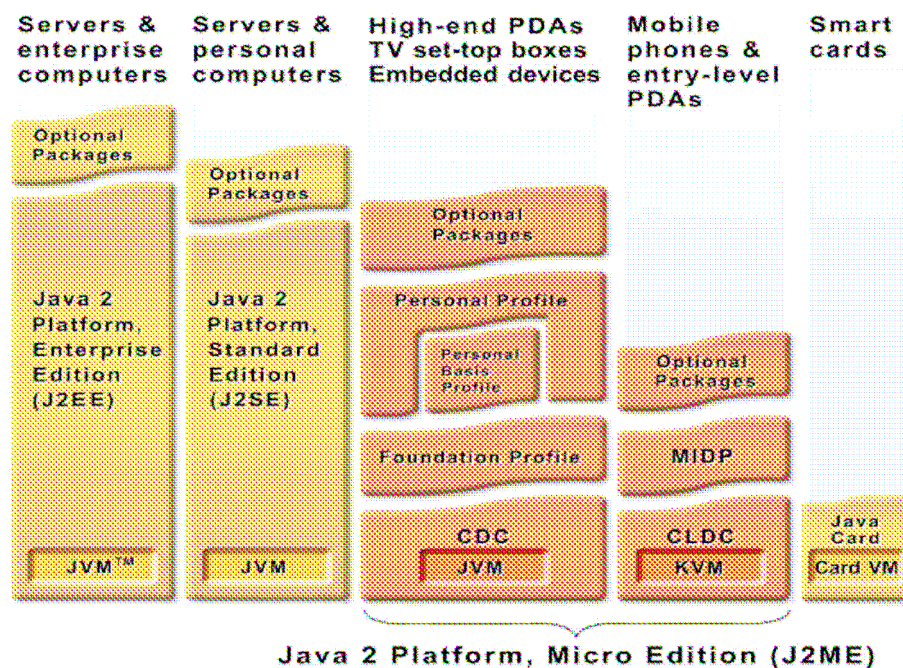 Servers &
enterprise
computers
Servers &
personal
computers
High-end PDAs
TV set-top boxes
Embedded devices
Mobile
phones &
entry-level
PDAs
Smart
cards
Optional
Packages
Java 2
Platform,
Enterprise
Edition
(J2EE)
JVM™
Optional
Packages
Java 2
Platform,
Standard
Edition
(J2SE)
JVM
Optional
Packages
Personal Profile
Personal
Basis
Profile
Foundation Profile
CDC
JVM
Optional
Packages
MIDP
CLDC
KVM
Java
Card
Card VM
Java 2 Platform, Micro Edition (J2ME)